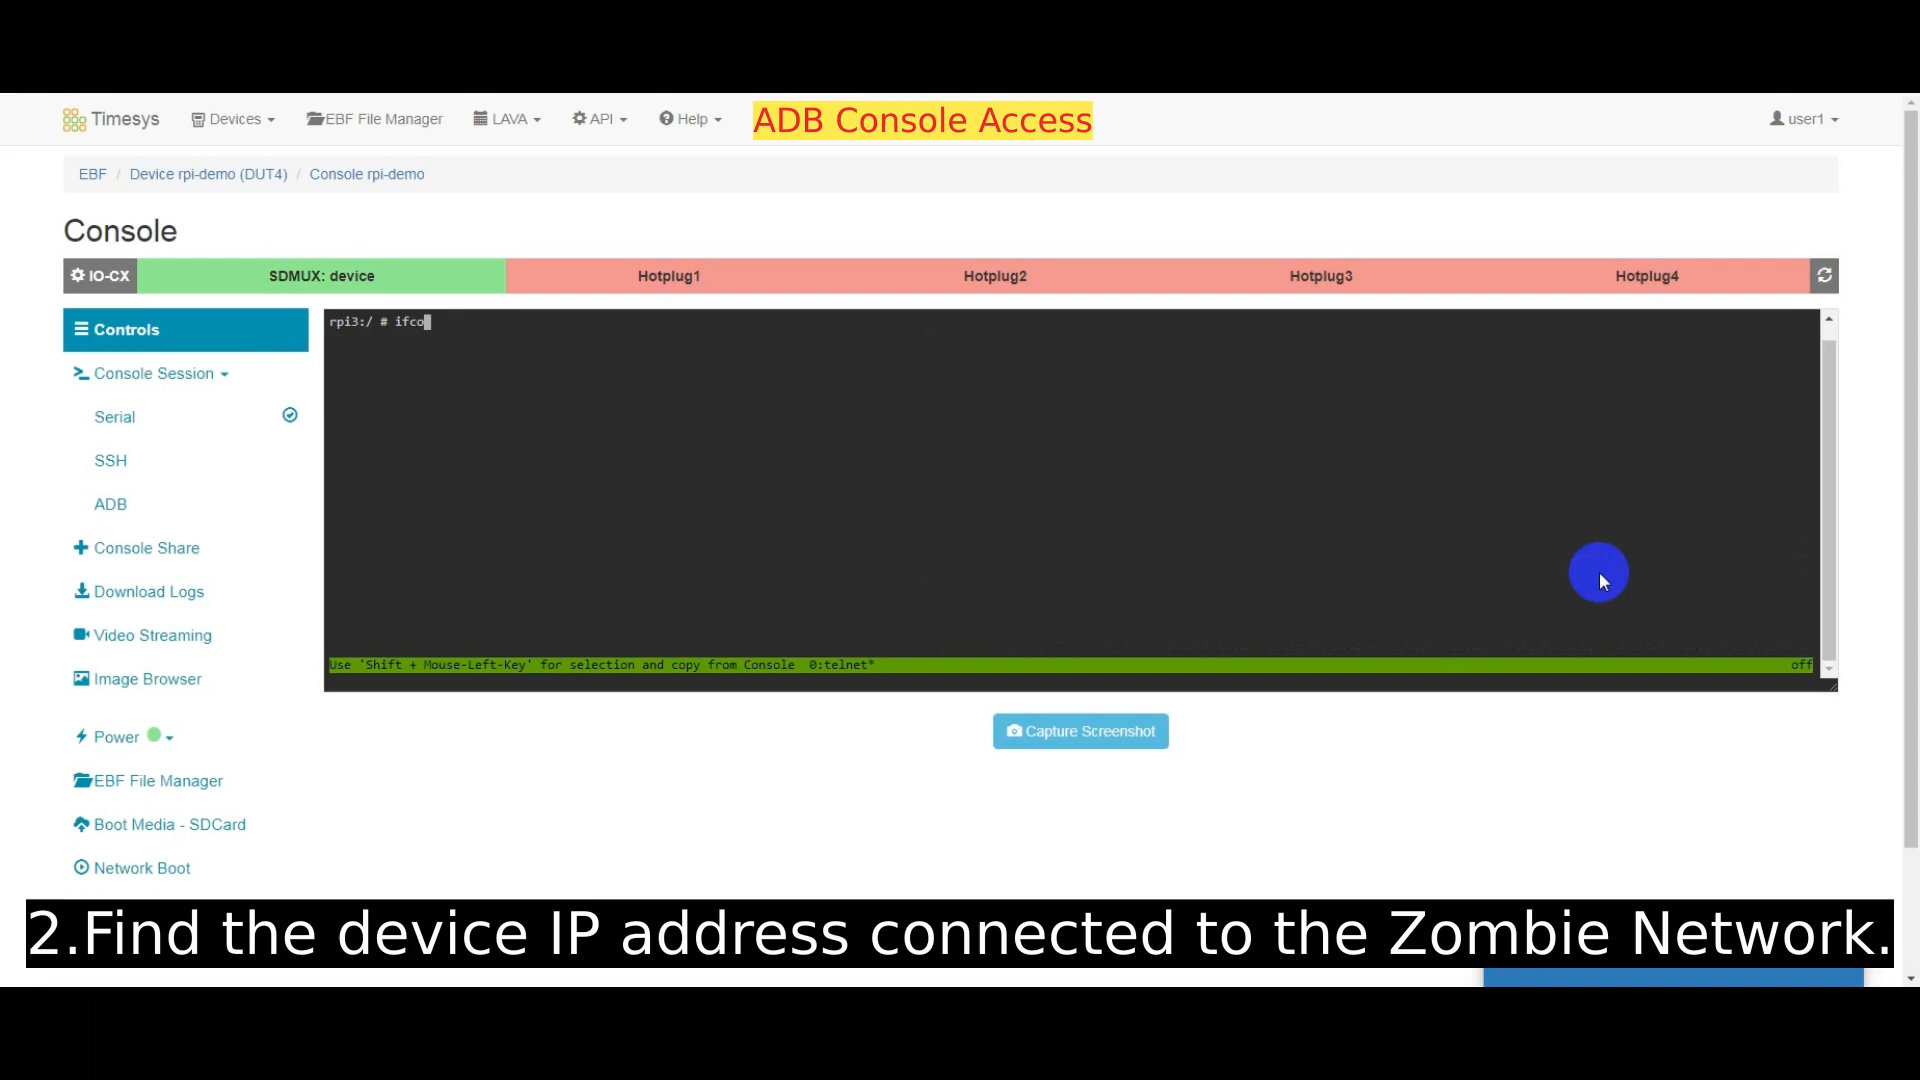 Timesys Devices EBF File Manager LAVA API Help ADB Console Access user1
EBF / Device rpi-demo (DUT4) / Console rpi-demo
Console
IO-CX SDMUX: device Hotplug1 Hotplug2 Hotplug3 Hotplug4
Controls
rpi3:/ # ifco
Console Session
Serial
SSH
ADB
Console Share
Download Logs
Video Streaming
Use 'Shift + Mouse-Left-Key' for selection and copy from Console 0:telnet* off
Image Browser
Capture Screenshot
Power
EBF File Manager
Boot Media - SDCard
Network Boot
2.Find the device IP address connected to the Zombie Network.